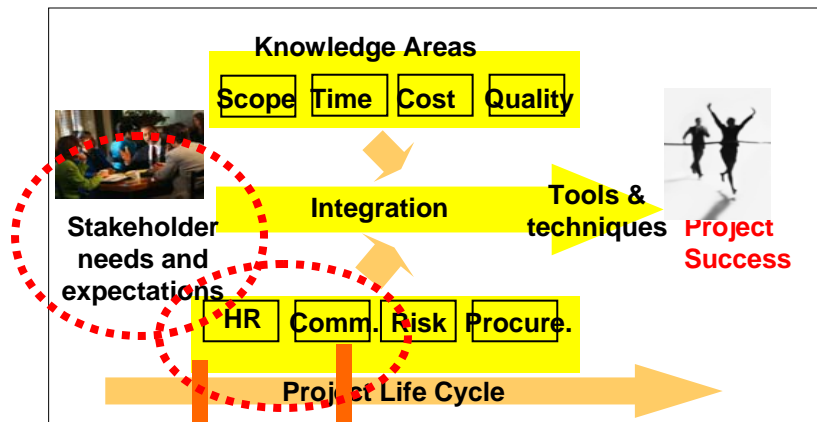 Knowledge Areas
Scope Time Cost Quality
Integration
Tools &
techniques
Stakeholder
needs and
expectations
Project
Success
HR Comm. Risk Procure.
Project Life Cycle